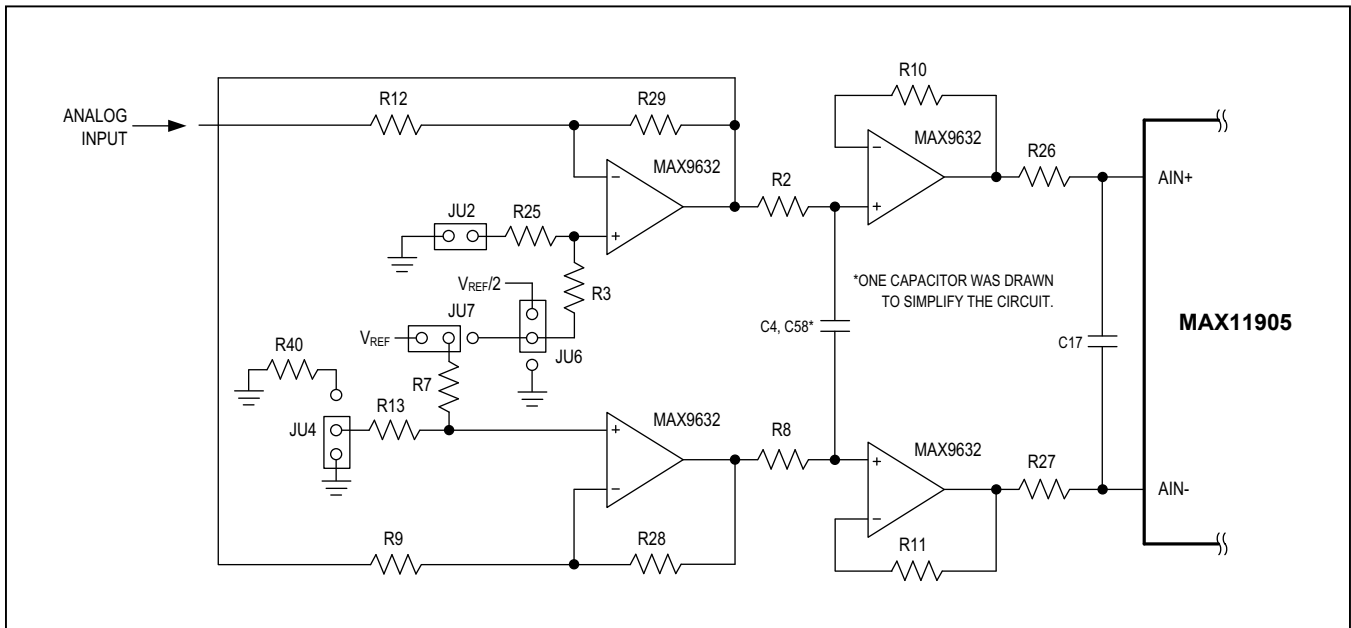 R10
R12
R29
ANALOG
INPUT
MAX9632
MAX9632
R26
R2
AIN+
JU2
R25
−
+
−
+
VREF/2
R3
*ONE CAPACITOR WAS DRAWN
TO SIMPLIFY THE CIRCUIT.
JU7
MAX11905
VREF
C4, C58*
R40
JU6
C17
R7
R13
MAX9632
JU4
R8
MAX9632
+
−
+
−
R27
AIN-
R9
R28
R11